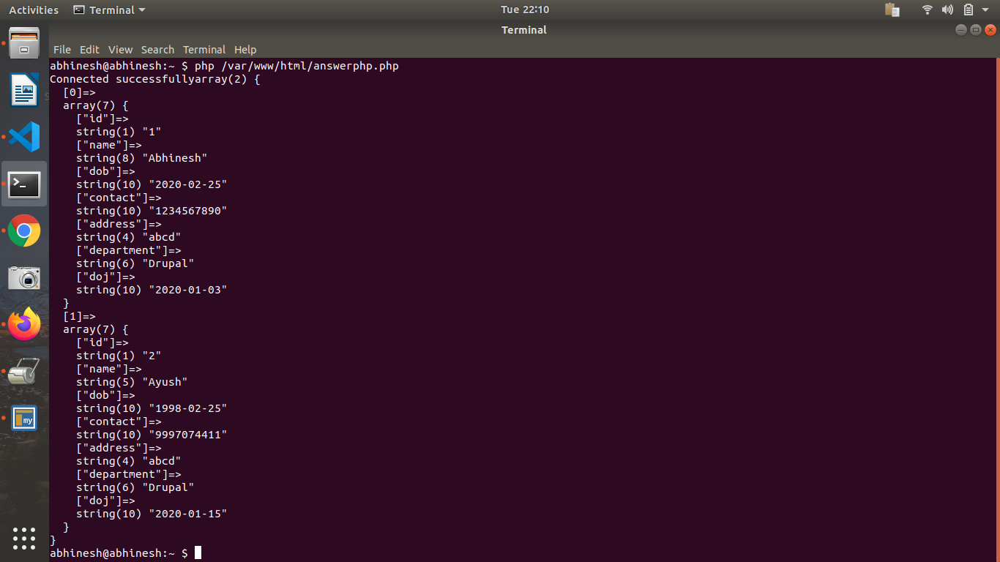 Activities Terminal Tue 22:10
Terminal
File Edit View Search Terminal Help
abhinesh@abhinesh:~ $ php /var/www/html/answerphp.php
Connected successfullyarray(2) {
  [0]=>
  array(7) {
    ["id"]=>
    string(1) "1"
    ["name"]=>
    string(8) "Abhinesh"
    ["dob"]=>
    string(10) "2020-02-25"
    ["contact"]=>
    string(10) "1234567890"
    ["address"]=>
    string(4) "abcd"
    ["department"]=>
    string(6) "Drupal"
    ["doj"]=>
    string(10) "2020-01-03"
  }
  [1]=>
  array(7) {
    ["id"]=>
    string(1) "2"
    ["name"]=>
    string(5) "Ayush"
    ["dob"]=>
    string(10) "1998-02-25"
    ["contact"]=>
    string(10) "9997074411"
    ["address"]=>
    string(4) "abcd"
    ["department"]=>
    string(6) "Drupal"
    ["doj"]=>
    string(10) "2020-01-15"
  }
}
abhinesh@abhinesh:~ $
my